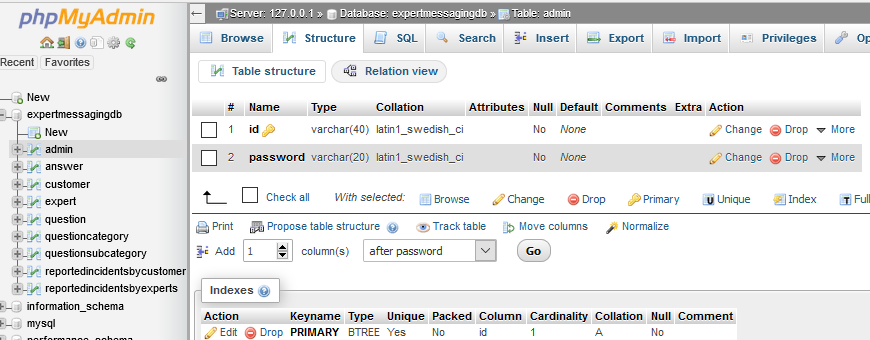 phpMyAdmin
Recent Favorites
New
expertmessagingdb
New
admin
answer
customer
expert
question
questioncategory
questionsubcategory
reportedincidentsbycustomer
reportedincidentsbyexperts
information_schema
mysql
performance_schema
Server: 127.0.0.1 » Database: expertmessagingdb » Table: admin
Browse Structure SQL Search Insert Export Import Privileges Op
Table structure Relation view
# Name Type Collation Attributes Null Default Comments Extra Action
1 id varchar(40) latin1_swedish_ci No None Change Drop More
2 password varchar(20) latin1_swedish_ci No None Change Drop More
Check all With selected: Browse Change Drop Primary Unique Index Full
Print Propose table structure Track table Move columns Normalize
Add 1 column(s) after password Go
Indexes
Action Keyname Type Unique Packed Column Cardinality Collation Null Comment
Edit Drop PRIMARY BTREE Yes No id 1 A No